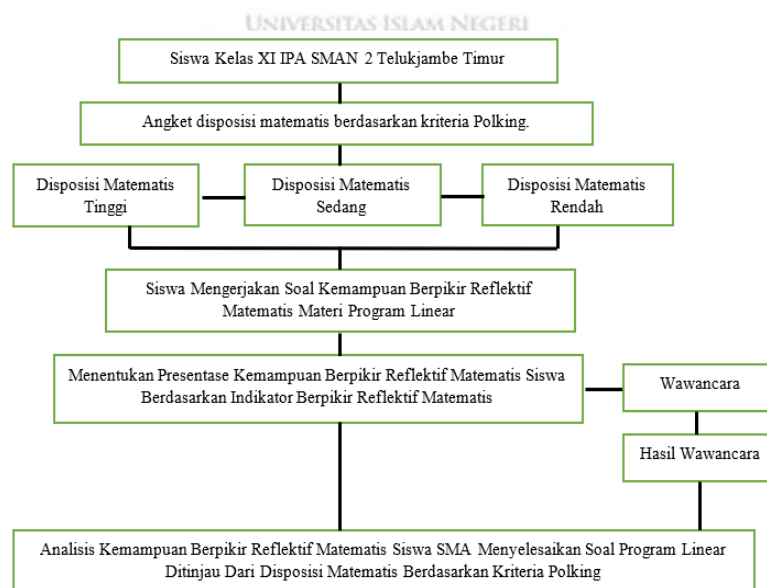 UNIVERSITAS ISLAM NEGERI
Siswa Kelas XI IPA SMAN 2 Telukjambe Timur
Angket disposisi matematis berdasarkan kriteria Polking.
Disposisi Matematis
Tinggi
Disposisi Matematis
Sedang
Disposisi Matematis
Rendah
Siswa Mengerjakan Soal Kemampuan Berpikir Reflektif
Matematis Materi Program Linear
Menentukan Presentase Kemampuan Berpikir Reflektif Matematis Siswa
Berdasarkan Indikator Berpikir Reflektif Matematis
Wawancara
Hasil Wawancara
Analisis Kemampuan Berpikir Reflektif Matematis Siswa SMA Menyelesaikan Soal Program Linear
Ditinjau Dari Disposisi Matematis Berdasarkan Kriteria Polking